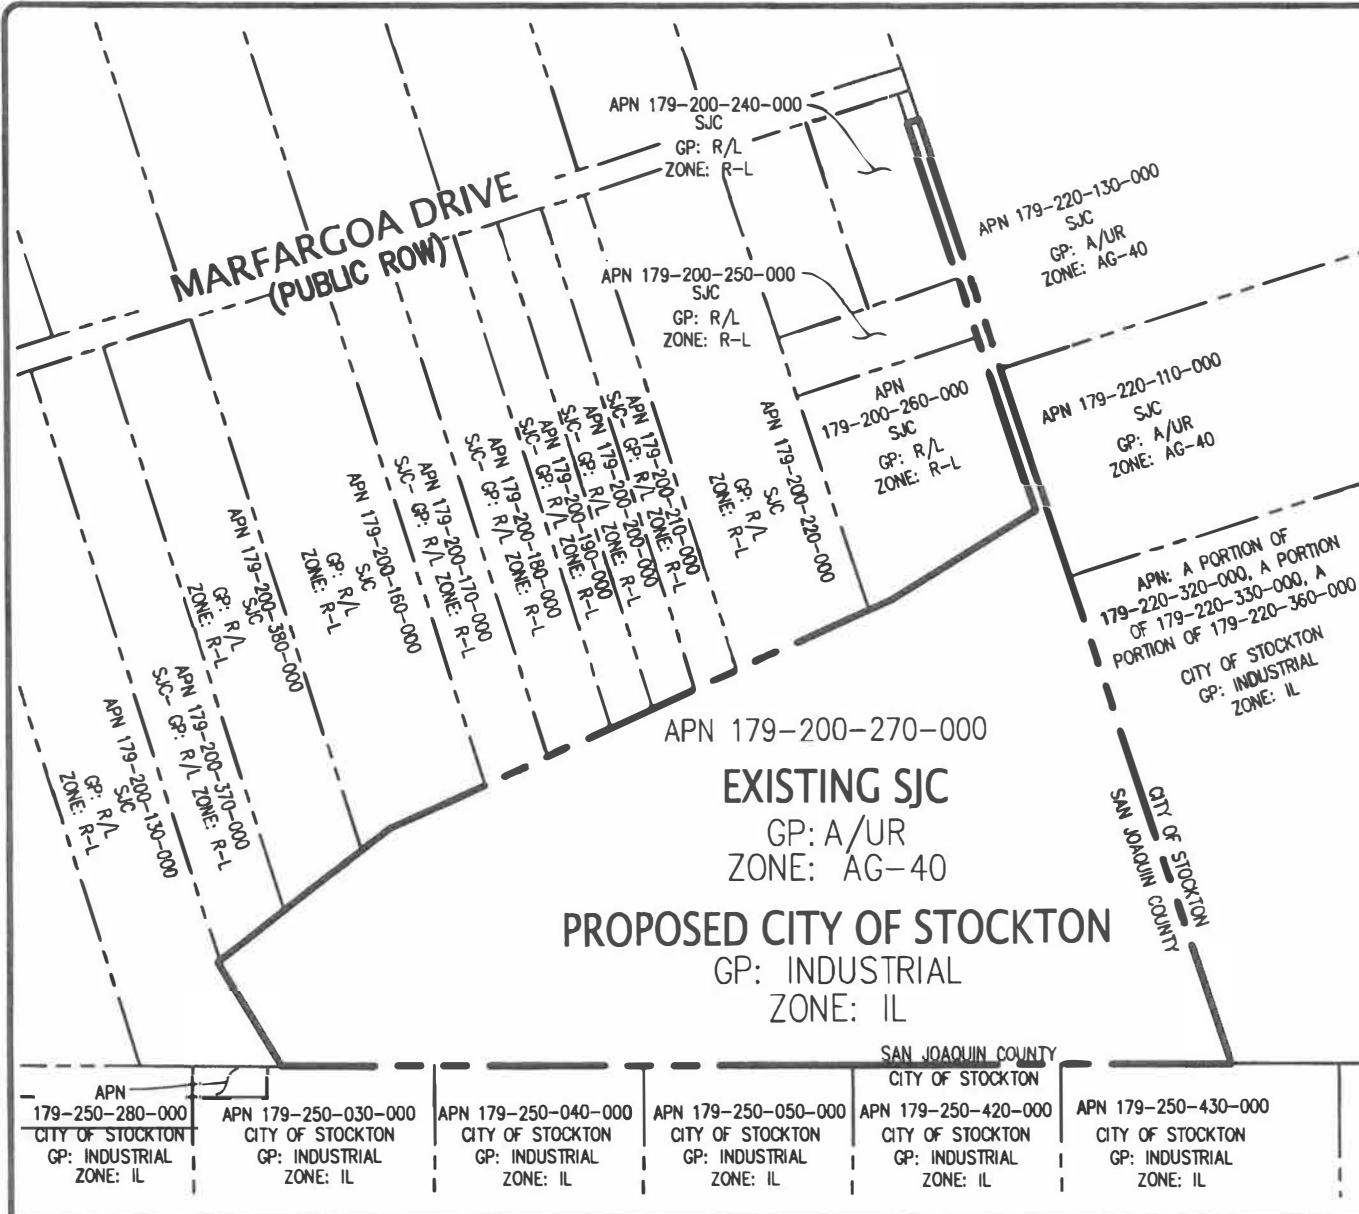 APN 179-200-240-000
SJC
GP: R/L
ZONE: R-L
MARFARGOA DRIVE
(PUBLIC ROW)
APN 179-220-130-000
SJC
GP: A/UR
ZONE: AG-40
APN 179-200-250-000
SJC
GP: R/L
ZONE: R-L
APN 179-220-110-000
SJC
GP: A/UR
ZONE: AG-40
APN
179-200-260-000
SJC
GP: R/L
ZONE: R-L
APN 179-200-220-000
SJC
GP: R/L
ZONE: R-L
APN 179-200-210-000
SJC- GP: R/L ZONE: R-L
APN 179-200-200-000
SJC- GP: R/L ZONE: R-L
APN 179-200-190-000
SJC- GP: R/L ZONE: R-L
APN 179-200-180-000
SJC- GP: R/L ZONE: R-L
APN 179-200-170-000
SJC- GP: R/L ZONE: R-L
APN 179-200-160-000
SJC
GP: R/L
ZONE: R-L
APN 179-200-380-000
SJC
GP: R/L
ZONE: R-L
APN 179-200-370-000
SJC- GP: R/L ZONE: R-L
APN 179-200-130-000
SJC
GP: R/L
ZONE: R-L
APN: A PORTION OF
179-220-320-000, A PORTION
OF 179-220-330-000, A
PORTION OF 179-220-360-000
CITY OF STOCKTON
GP: INDUSTRIAL
ZONE: IL
APN 179-200-270-000
EXISTING SJC
GP: A/UR
ZONE: AG-40
PROPOSED CITY OF STOCKTON
GP: INDUSTRIAL
ZONE: IL
CITY OF STOCKTON
SAN JOAQUIN COUNTY
SAN JOAQUIN COUNTY
CITY OF STOCKTON
APN
179-250-280-000
CITY OF STOCKTON
GP: INDUSTRIAL
ZONE: IL
APN 179-250-030-000
CITY OF STOCKTON
GP: INDUSTRIAL
ZONE: IL
APN 179-250-040-000
CITY OF STOCKTON
GP: INDUSTRIAL
ZONE: IL
APN 179-250-050-000
CITY OF STOCKTON
GP: INDUSTRIAL
ZONE: IL
APN 179-250-420-000
CITY OF STOCKTON
GP: INDUSTRIAL
ZONE: IL
APN 179-250-430-000
CITY OF STOCKTON
GP: INDUSTRIAL
ZONE: IL